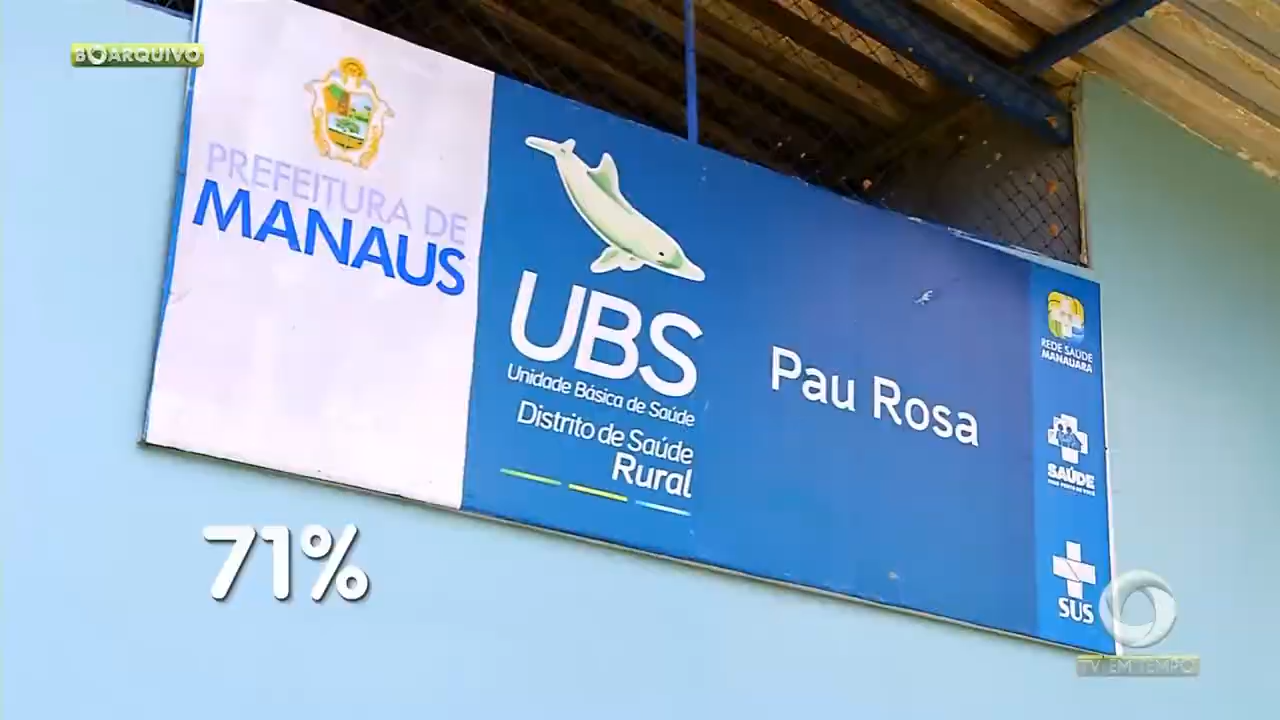 ARQUIVO
PREFEITURA DE
MANAUS
UBS
Unidade Básica de Saúde
Distrito de Saúde
Rural
Pau Rosa
REDE SAÚDE
MANAUARA
SAÚDE
SUS
71%
TV EM TEMPO